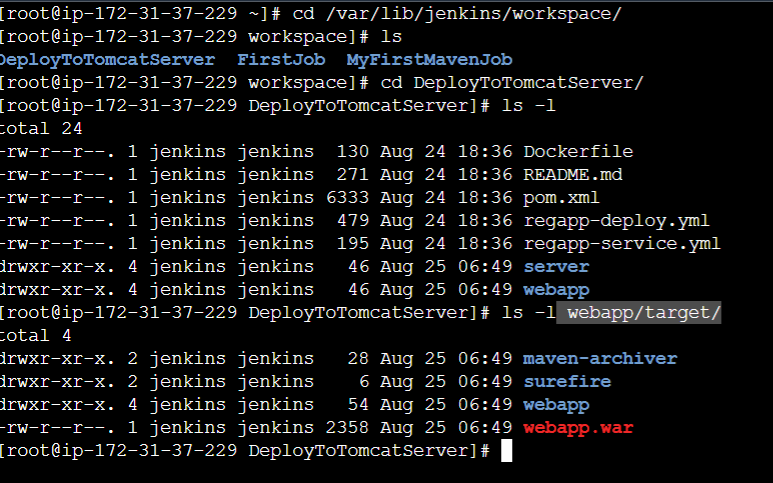 [root@ip-172-31-37-229 ~]# cd /var/lib/jenkins/workspace/
[root@ip-172-31-37-229 workspace]# ls
DeployToTomcatServer  FirstJob  MyFirstMavenJob
[root@ip-172-31-37-229 workspace]# cd DeployToTomcatServer/
[root@ip-172-31-37-229 DeployToTomcatServer]# ls -l
total 24
-rw-r--r--. 1 jenkins jenkins  130 Aug 24 18:36 Dockerfile
-rw-r--r--. 1 jenkins jenkins  271 Aug 24 18:36 README.md
-rw-r--r--. 1 jenkins jenkins 6333 Aug 24 18:36 pom.xml
-rw-r--r--. 1 jenkins jenkins  479 Aug 24 18:36 regapp-deploy.yml
-rw-r--r--. 1 jenkins jenkins  195 Aug 24 18:36 regapp-service.yml
drwxr-xr-x. 4 jenkins jenkins   46 Aug 25 06:49 server
drwxr-xr-x. 4 jenkins jenkins   46 Aug 25 06:49 webapp
[root@ip-172-31-37-229 DeployToTomcatServer]# ls -l webapp/target/
total 4
drwxr-xr-x. 2 jenkins jenkins   28 Aug 25 06:49 maven-archiver
drwxr-xr-x. 2 jenkins jenkins    6 Aug 25 06:49 surefire
drwxr-xr-x. 4 jenkins jenkins   54 Aug 25 06:49 webapp
-rw-r--r--. 1 jenkins jenkins 2358 Aug 25 06:49 webapp.war
[root@ip-172-31-37-229 DeployToTomcatServer]#